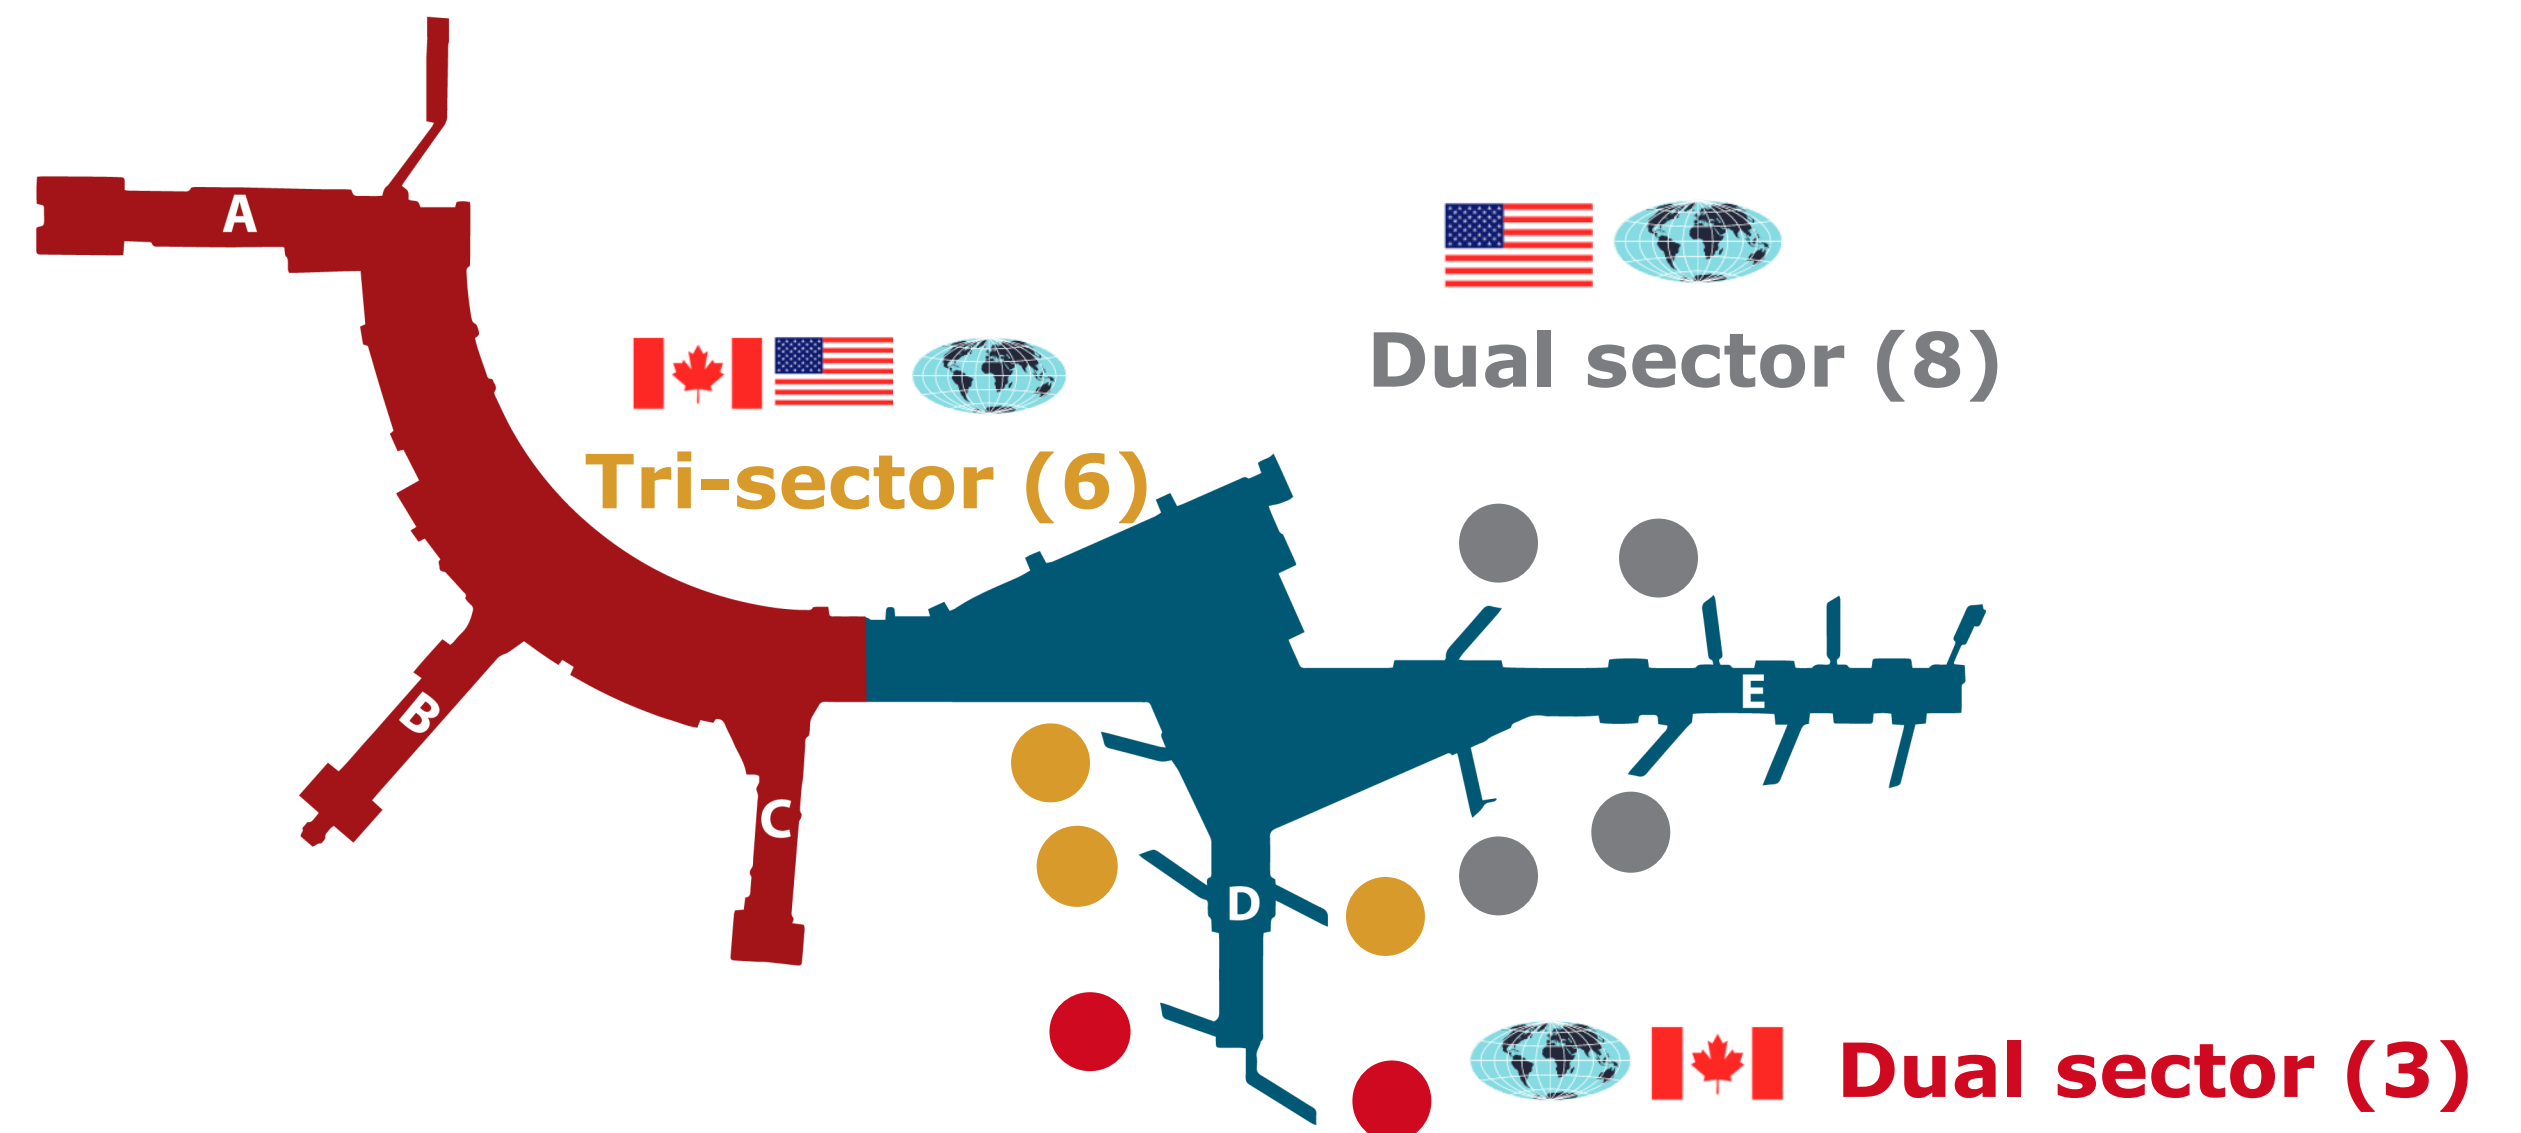 A
Dual sector (8)
Tri-sector (6)
E
B
C
D
Dual sector (3)